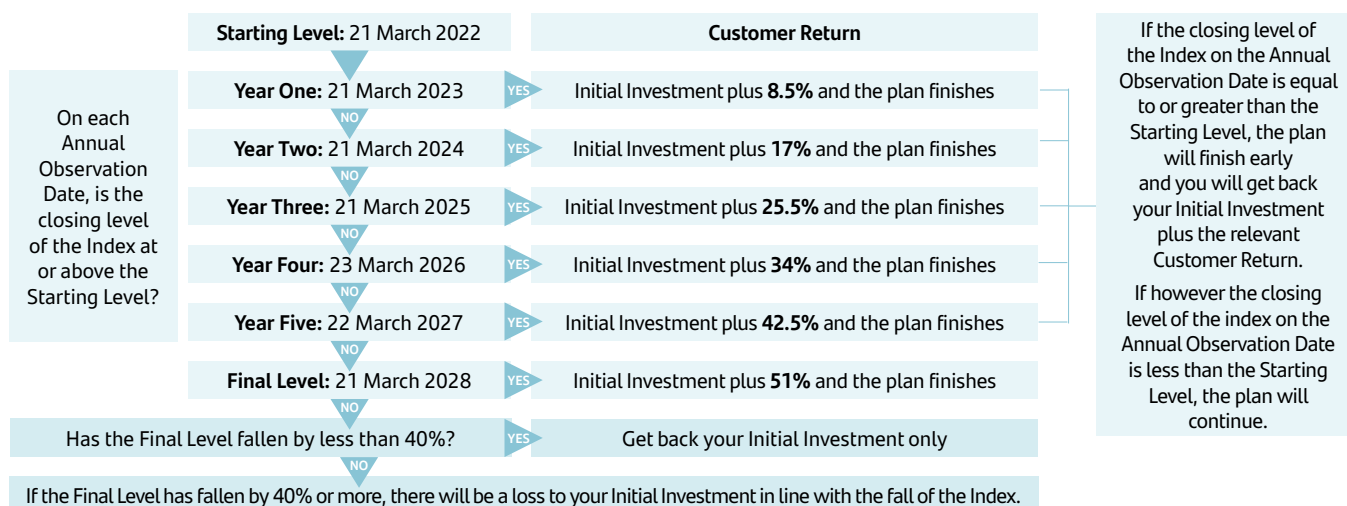 Starting Level: 21 March 2022
Customer Return
On each
Annual
Observation
Date, is the
closing level
of the Index at
or above the
Starting Level?
Year One: 21 March 2023
YES
Initial Investment plus 8.5% and the plan finishes
NO
Year Two: 21 March 2024
YES
Initial Investment plus 17% and the plan finishes
NO
Year Three: 21 March 2025
YES
Initial Investment plus 25.5% and the plan finishes
NO
Year Four: 23 March 2026
YES
Initial Investment plus 34% and the plan finishes
NO
Year Five: 22 March 2027
YES
Initial Investment plus 42.5% and the plan finishes
NO
Final Level: 21 March 2028
YES
Initial Investment plus 51% and the plan finishes
NO
Has the Final Level fallen by less than 40%?
YES
Get back your Initial Investment only
NO
If the Final Level has fallen by 40% or more, there will be a loss to your Initial Investment in line with the fall of the Index.
If the closing level of
the Index on the Annual
Observation Date is equal
to or greater than the
Starting Level, the plan
will finish early
and you will get back
your Initial Investment
plus the relevant
Customer Return.
If however the closing
level of the index on the
Annual Observation Date
is less than the Starting
Level, the plan will
continue.